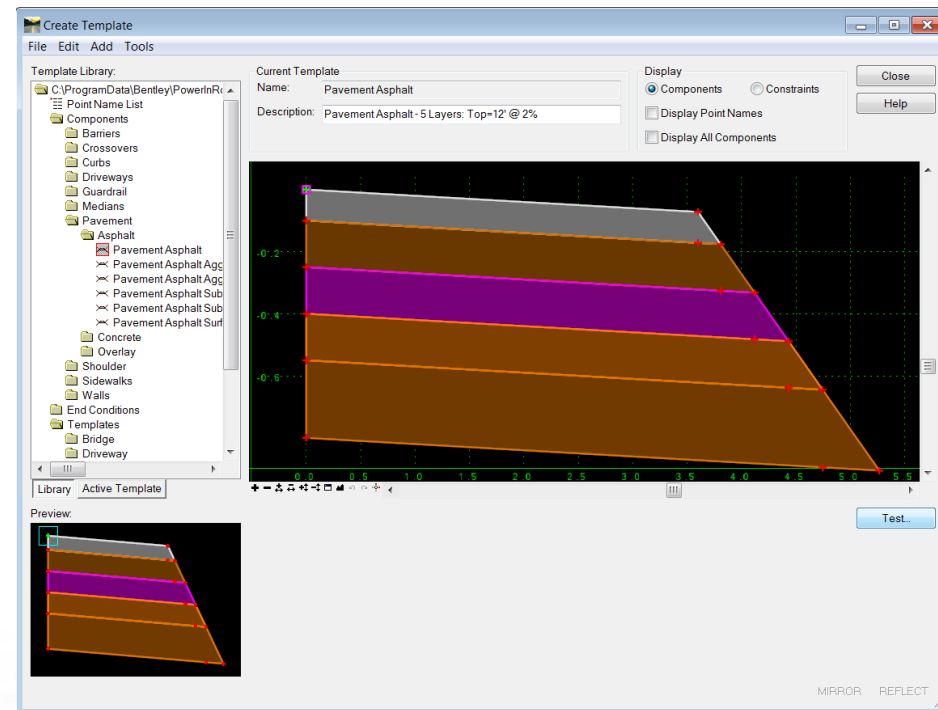 Create Template
File Edit Add Tools
Template Library:
C:\ProgramData\Bentley\PowerInRo
Point Name List
Components
Barriers
Crossovers
Curbs
Driveways
Guardrail
Medians
Pavement
Asphalt
Pavement Asphalt
Pavement Asphalt Agg
Pavement Asphalt Agg
Pavement Asphalt Sub
Pavement Asphalt Sub
Pavement Asphalt Surf
Concrete
Overlay
Shoulder
Sidewalks
Walls
End Conditions
Templates
Bridge
Driveway
Library Active Template
Current Template
Name: Pavement Asphalt
Description: Pavement Asphalt - 5 Layers: Top=12' @ 2%
Display
Components Constraints
Display Point Names
Display All Components
Close
Help
-0.2
-0.4
-0.6
0.0 0.5 1.0 1.5 2.0 2.5 3.0 3.5 4.0 4.5 5.0 5.5
Preview:
Test...
MIRROR REFLECT